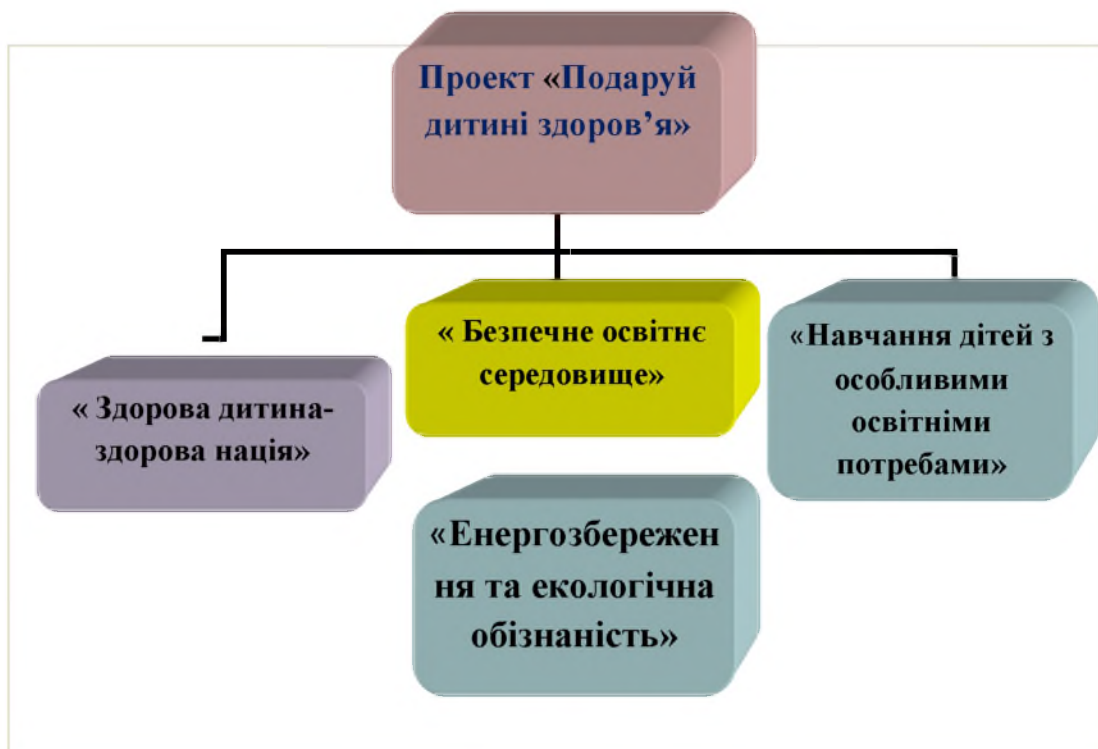 Проект «Подаруй
дитині здоров’я»
« Безпечне освітнє
середовище»
«Навчання дітей з
особливими
освітніми
потребами»
« Здорова дитина-
здорова нація»
«Енергозбережен
ня та екологічна
обізнаність»